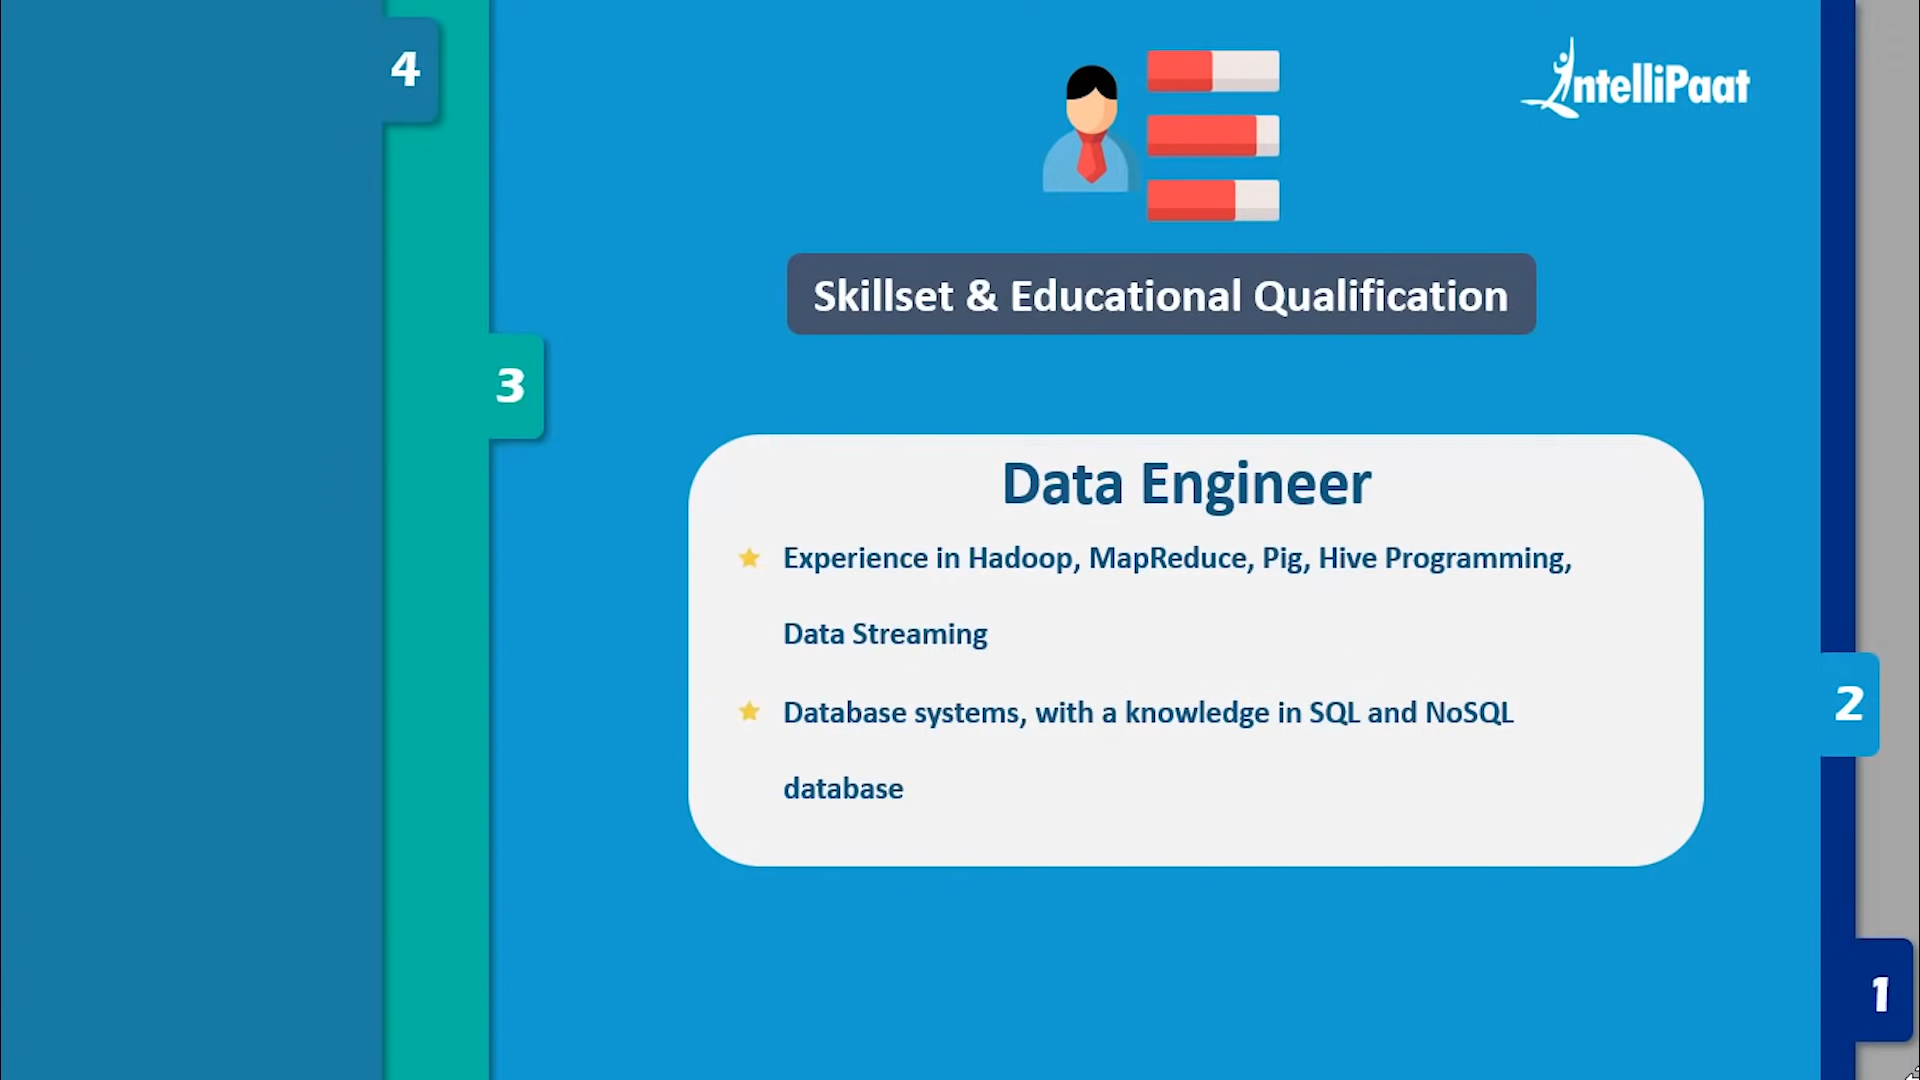 4
IntelliPaat
Skillset & Educational Qualification
3
Data Engineer
Experience in Hadoop, MapReduce, Pig, Hive Programming,
Data Streaming
Database systems, with a knowledge in SQL and NoSQL
database
2
1